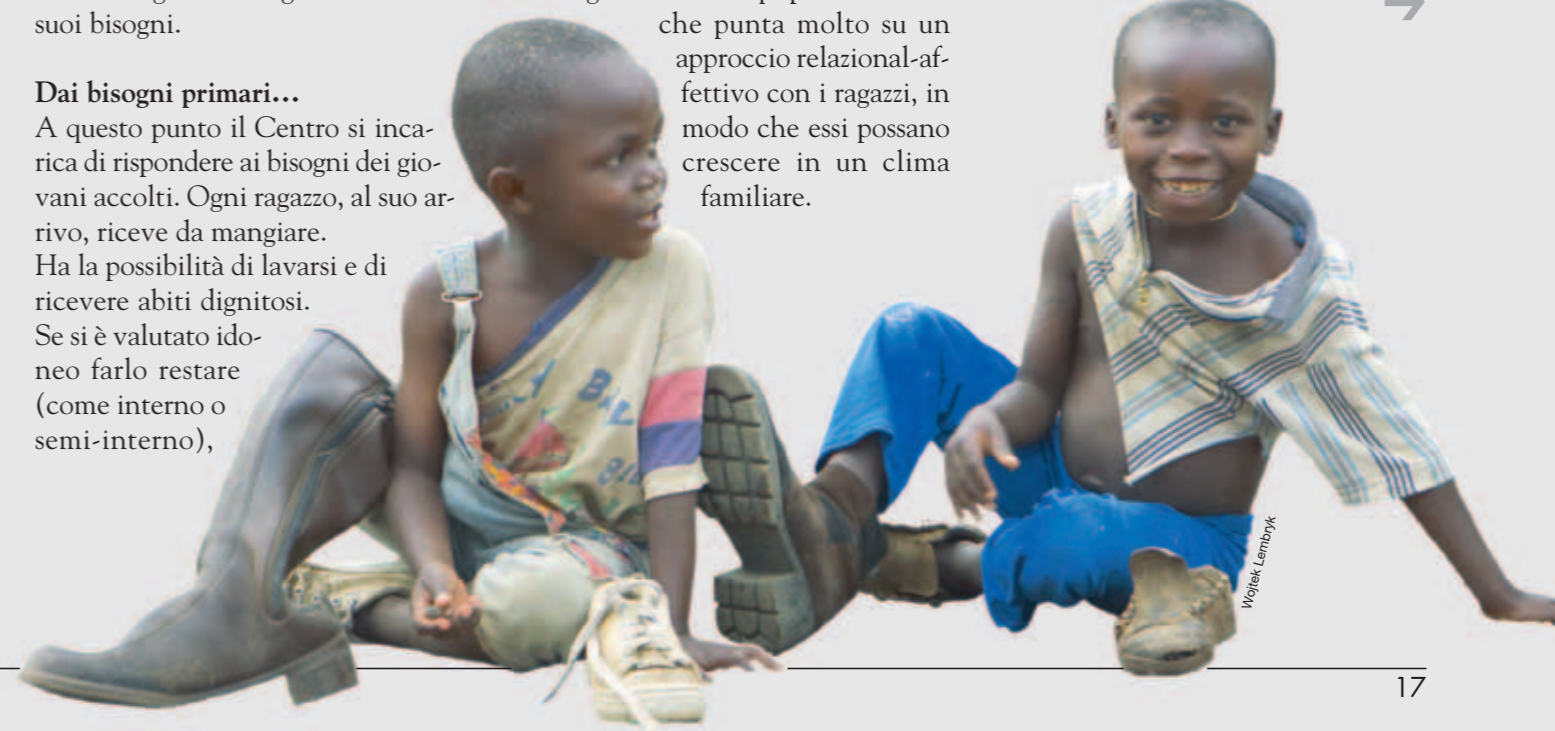 suoi bisogni.
Dai bisogni primari...
A questo punto il Centro si inca-
rica di rispondere ai bisogni dei gio-
vani accolti. Ogni ragazzo, al suo ar-
rivo, riceve da mangiare.
Ha la possibilità di lavarsi e di
ricevere abiti dignitosi.
Se si è valutato ido-
neo farlo restare
(come interno o
semi-interno),
che punta molto su un
approccio relazional-af-
fettivo con i ragazzi, in
modo che essi possano
crescere in un clima
familiare.
Wojtek Lembryk
17